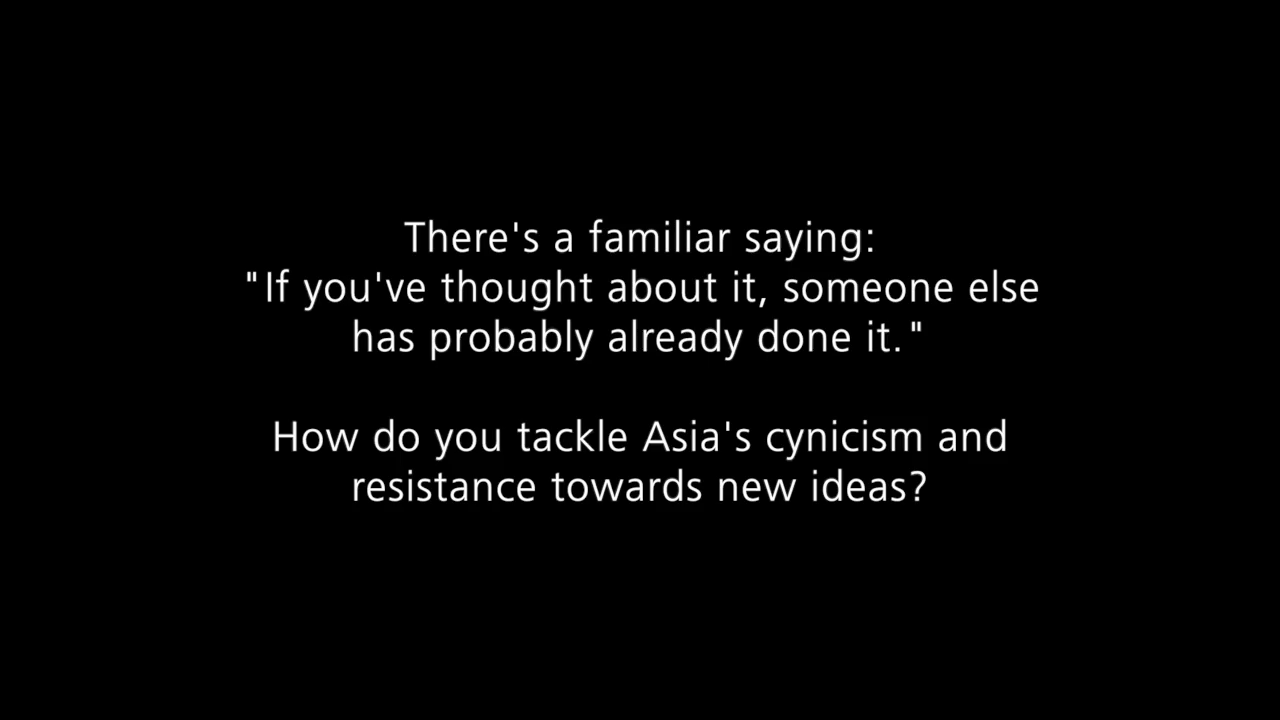 There's a familiar saying:
"If you've thought about it, someone else
has probably already done it."
How do you tackle Asia's cynicism and
resistance towards new ideas?